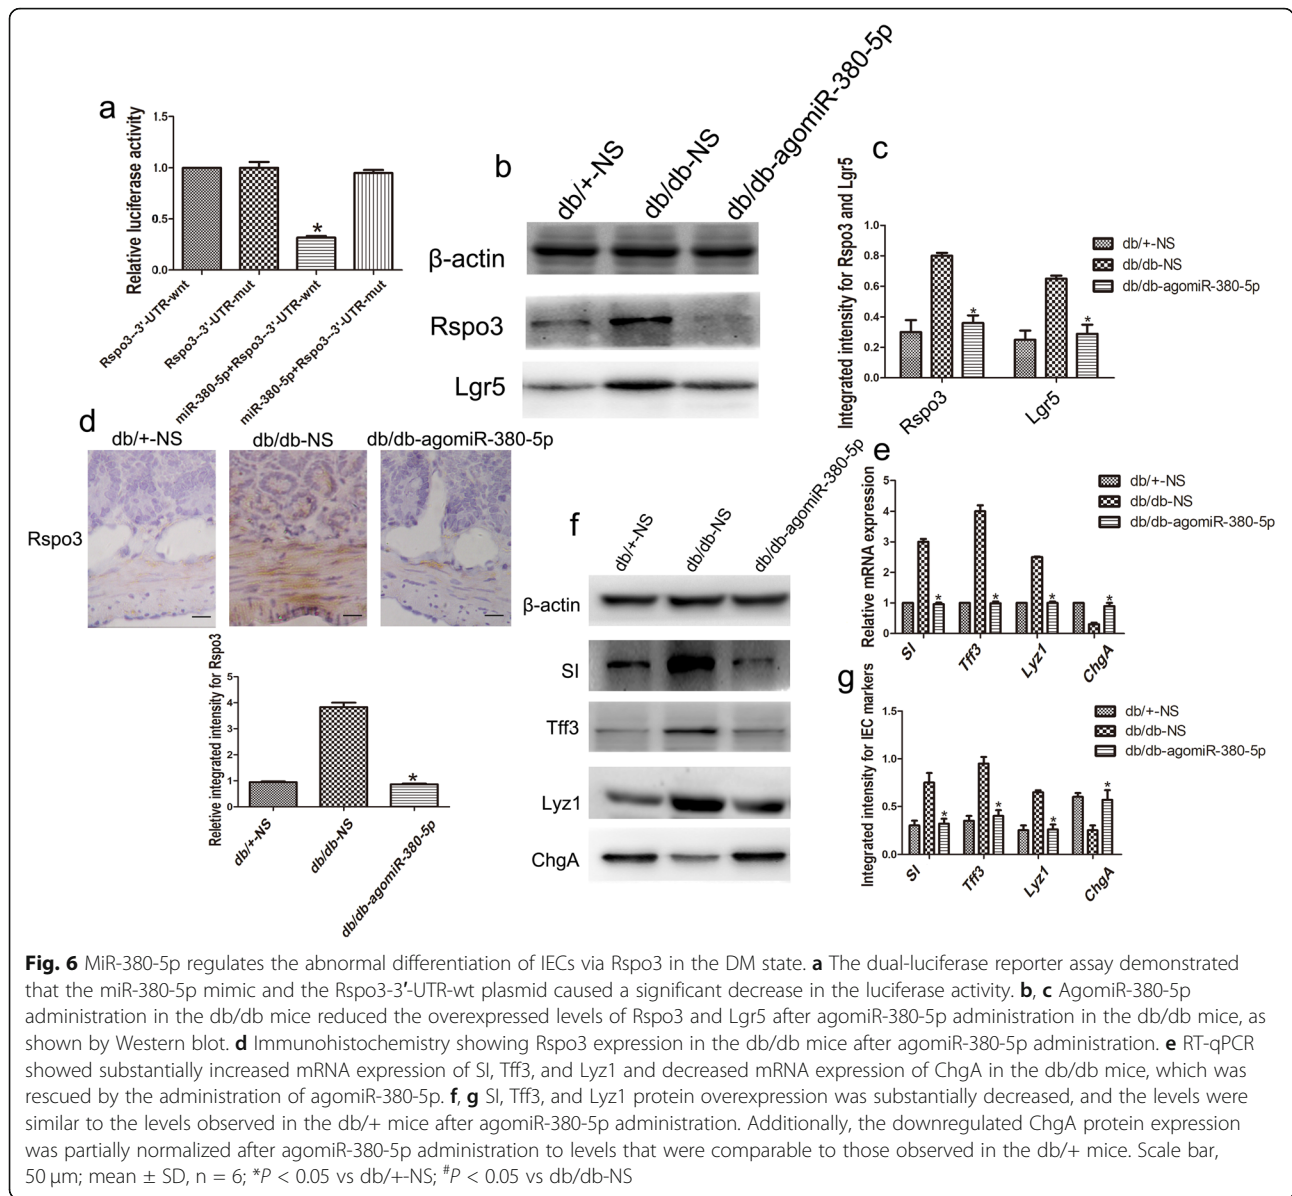 a
Relative luciferase activity
1.5
1.0
0.5
0.0
*
Rspo3--3'-UTR-wnt
Rspo3--3'-UTR-mut
miR-380-5p+Rspo3--3'-UTR-wnt
miR-380-5p+Rspo3--3'-UTR-mut
b
db/+-NS
db/db-NS
db/db-agomiR-380-5p
β-actin
Rspo3
Lgr5
c
Integrated intensity for Rspo3 and Lgr5
1.0
0.8
0.6
0.4
0.2
0.0
*
*
Rspo3
Lgr5
db/+-NS
db/db-NS
db/db-agomiR-380-5p
d
db/+-NS
db/db-NS
db/db-agomiR-380-5p
Rspo3
Reletive integrated intensity for Rspo3
5
4
3
2
1
0
*
db/+-NS
db/db-NS
db/db-agomiR-380-5p
e
Relative mRNA expression
5
4
3
2
1
0
*
*
*
*
SI
Tff3
Lyz1
ChgA
db/+-NS
db/db-NS
db/db-agomiR-380-5p
f
db/+-NS
db/db-NS
db/db-agomiR-380-5p
β-actin
SI
Tff3
Lyz1
ChgA
g
Integrated intensity for IEC markers
1.5
1.0
0.5
0.0
*
*
*
*
SI
Tff3
Lyz1
ChgA
db/+-NS
db/db-NS
db/db-agomiR-380-5p
Fig. 6 MiR-380-5p regulates the abnormal differentiation of IECs via Rspo3 in the DM state. a The dual-luciferase reporter assay demonstrated
that the miR-380-5p mimic and the Rspo3-3′-UTR-wt plasmid caused a significant decrease in the luciferase activity. b, c AgomiR-380-5p
administration in the db/db mice reduced the overexpressed levels of Rspo3 and Lgr5 after agomiR-380-5p administration in the db/db mice, as
shown by Western blot. d Immunohistochemistry showing Rspo3 expression in the db/db mice after agomiR-380-5p administration. e RT-qPCR
showed substantially increased mRNA expression of SI, Tff3, and Lyz1 and decreased mRNA expression of ChgA in the db/db mice, which was
rescued by the administration of agomiR-380-5p. f, g SI, Tff3, and Lyz1 protein overexpression was substantially decreased, and the levels were
similar to the levels observed in the db/+ mice after agomiR-380-5p administration. Additionally, the downregulated ChgA protein expression
was partially normalized after agomiR-380-5p administration to levels that were comparable to those observed in the db/+ mice. Scale bar,
50 μm; mean ± SD, n = 6; *P < 0.05 vs db/+-NS; #P < 0.05 vs db/db-NS